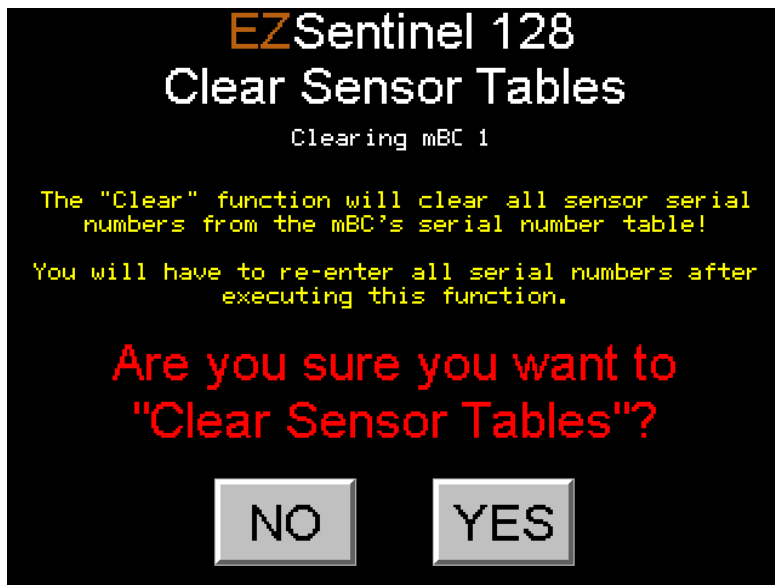 EZSentinel 128
Clear Sensor Tables
Clearing mBC 1
The "Clear" function will clear all sensor serial
numbers from the mBC's serial number table!
You will have to re-enter all serial numbers after
executing this function.
Are you sure you want to
"Clear Sensor Tables"?
NO YES